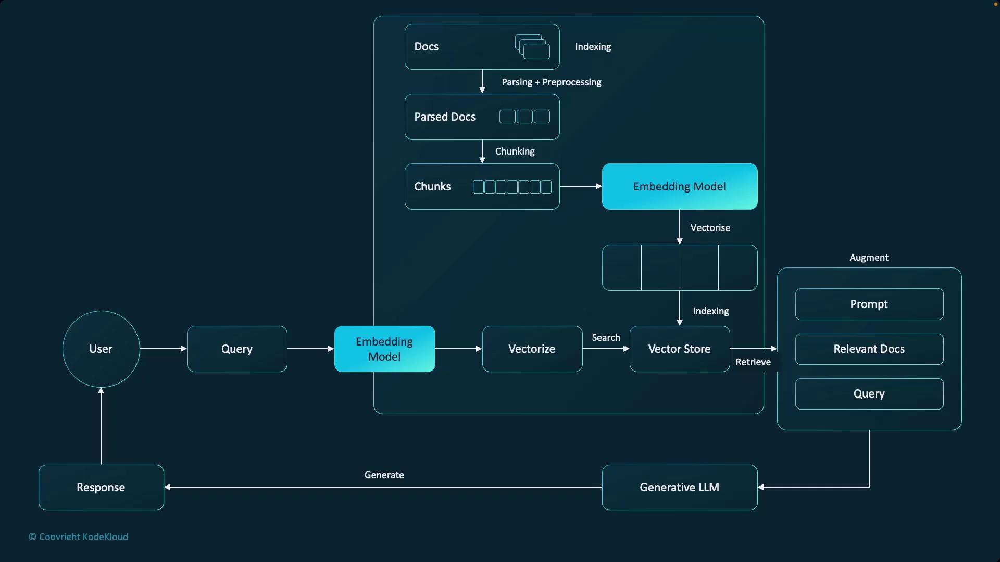 Docs
Indexing
Parsing + Preprocessing
Parsed Docs
Chunking
Chunks
Embedding Model
Vectorise
Indexing
Augment
Prompt
Relevant Docs
Query
User
Query
Embedding
Model
Vectorize
Search
Vector Store
Retrieve
Response
Generate
Generative LLM
© Copyright KodeKloud